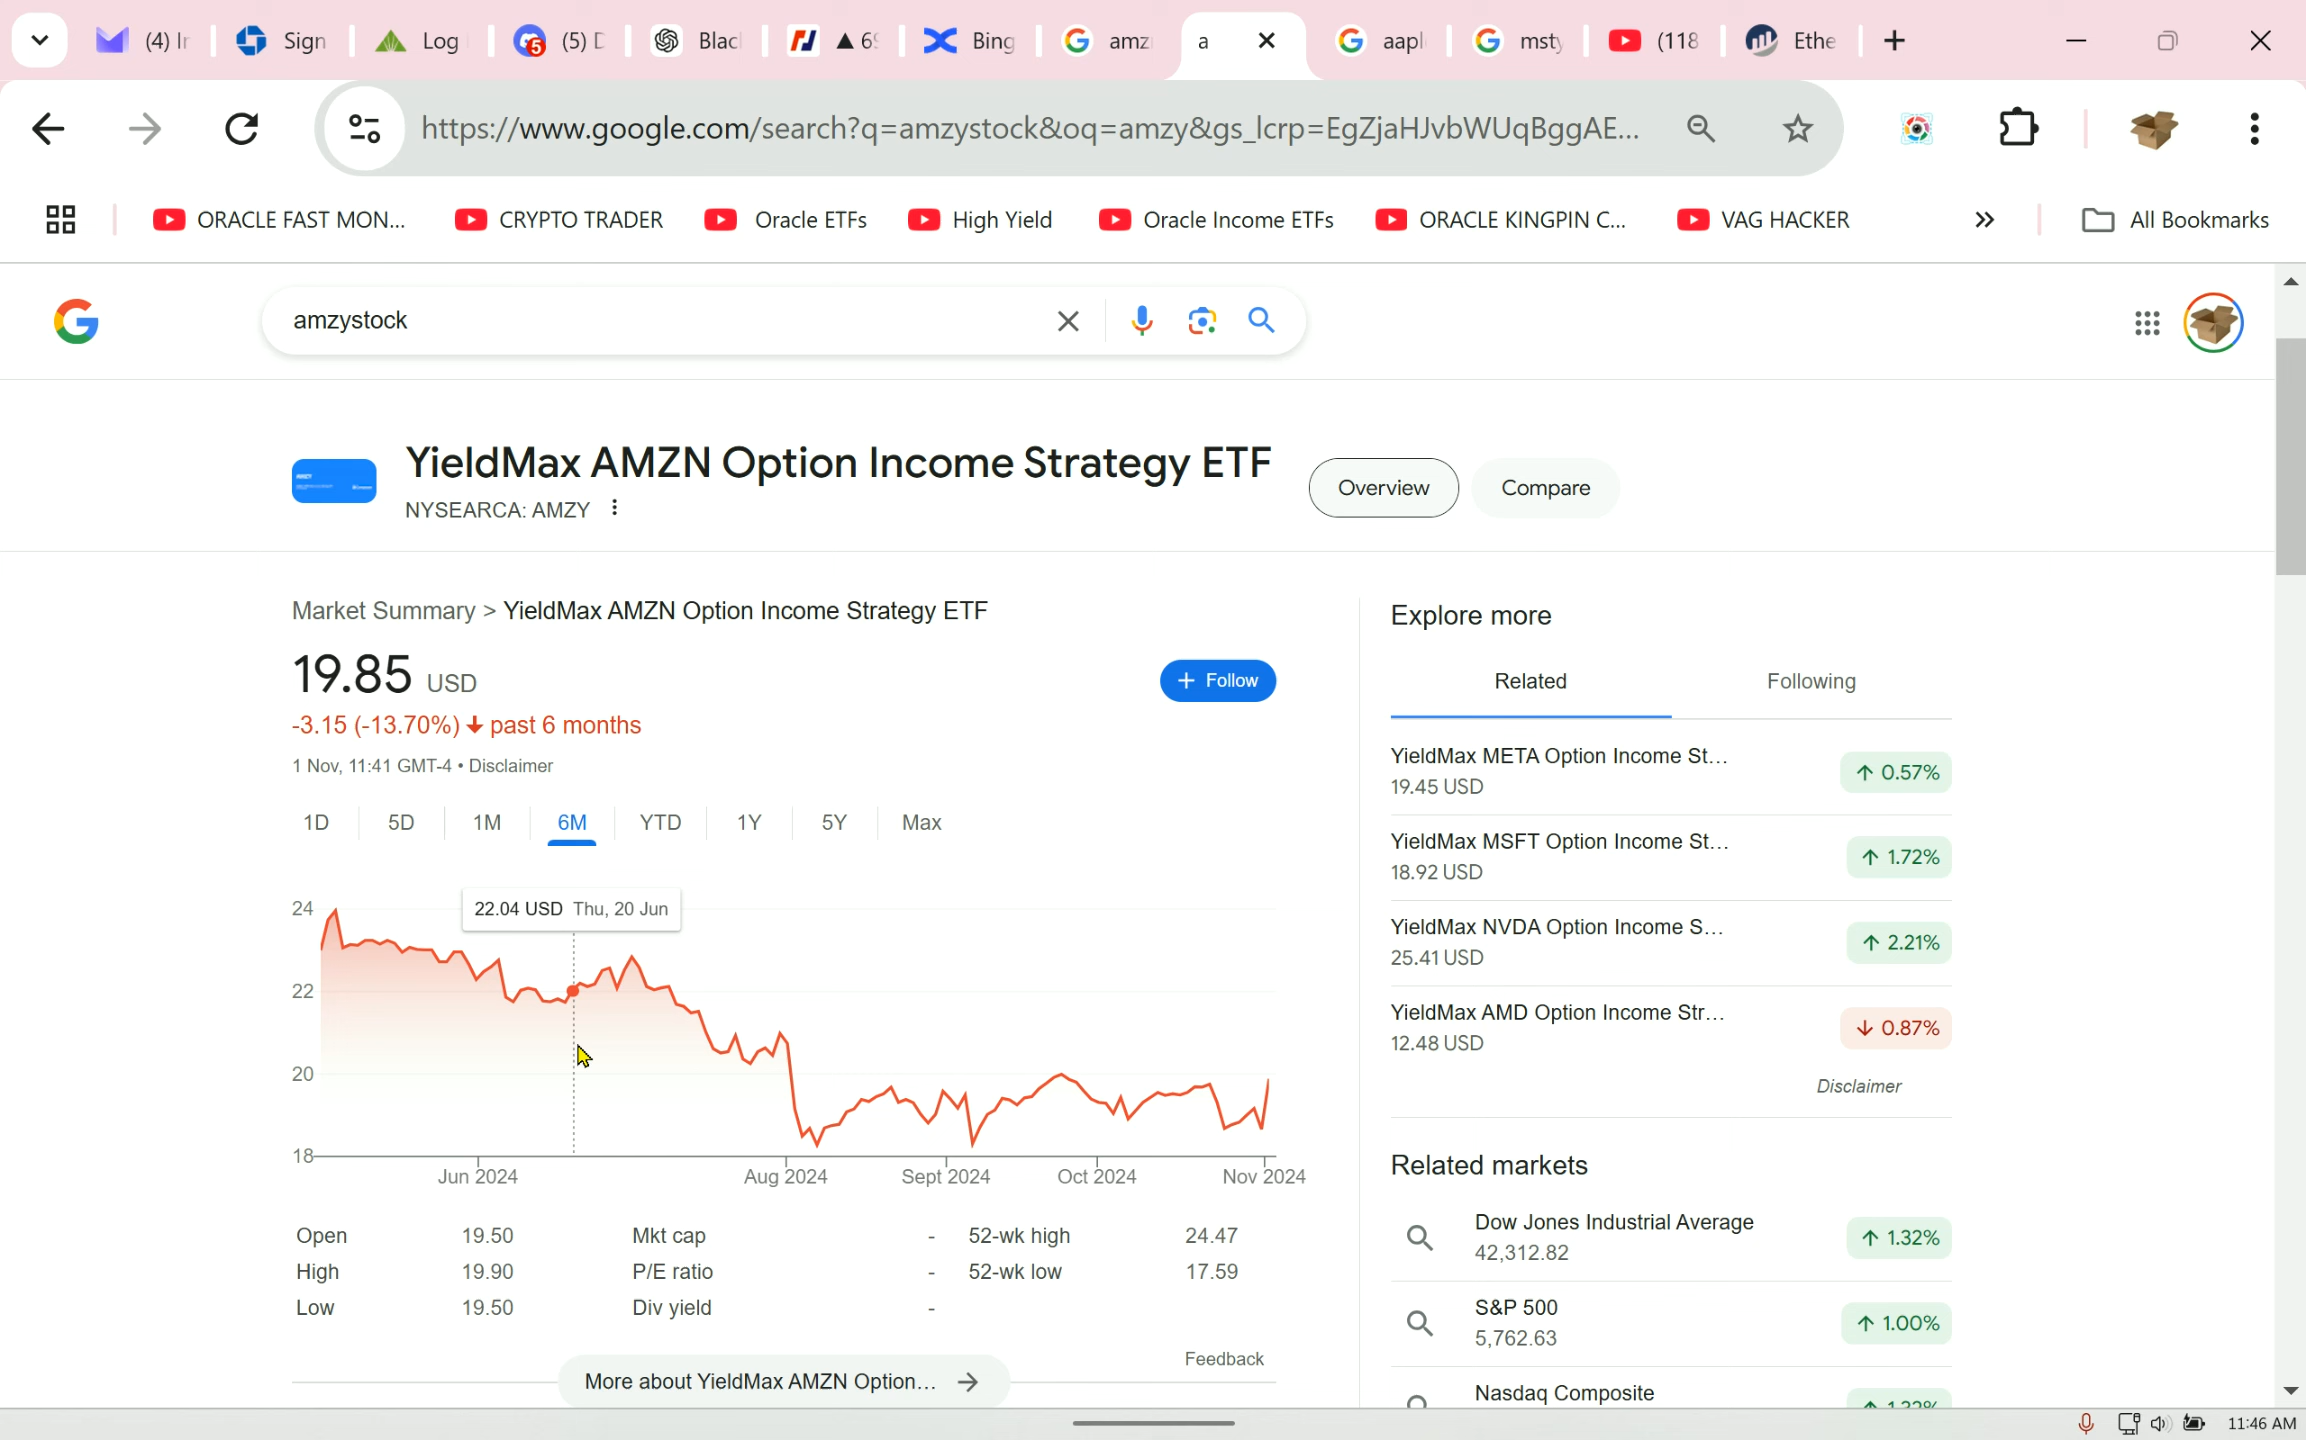 (4) Ir
Sign
Log
(5) D
Blac
▲ 6
Bing
amz
a
aapl
msty
(118
Ethe
https://www.google.com/search?q=amzystock&oq=amzy&gs_lcrp=EgZjaHJvbWUqBggAE...
ORACLE FAST MON...
CRYPTO TRADER
Oracle ETFs
High Yield
Oracle Income ETFs
ORACLE KINGPIN C...
VAG HACKER
All Bookmarks
amzystock
YieldMax AMZN Option Income Strategy ETF
NYSEARCA: AMZY
Overview
Compare
Market Summary > YieldMax AMZN Option Income Strategy ETF
19.85 USD
+ Follow
-3.15 (-13.70%) ↓ past 6 months
1 Nov, 11:41 GMT-4 • Disclaimer
1D 5D 1M 6M YTD 1Y 5Y Max
22.04 USD Thu, 20 Jun
24
22
20
18
Jun 2024 Aug 2024 Sept 2024 Oct 2024 Nov 2024
Open 19.50 Mkt cap - 52-wk high 24.47
High 19.90 P/E ratio - 52-wk low 17.59
Low 19.50 Div yield -
Feedback
More about YieldMax AMZN Option... →
Explore more
Related Following
YieldMax META Option Income St...
19.45 USD
↑ 0.57%
YieldMax MSFT Option Income St...
18.92 USD
↑ 1.72%
YieldMax NVDA Option Income S...
25.41 USD
↑ 2.21%
YieldMax AMD Option Income Str...
12.48 USD
↓ 0.87%
Disclaimer
Related markets
Dow Jones Industrial Average
42,312.82
↑ 1.32%
S&P 500
5,762.63
↑ 1.00%
Nasdaq Composite
11:46 AM